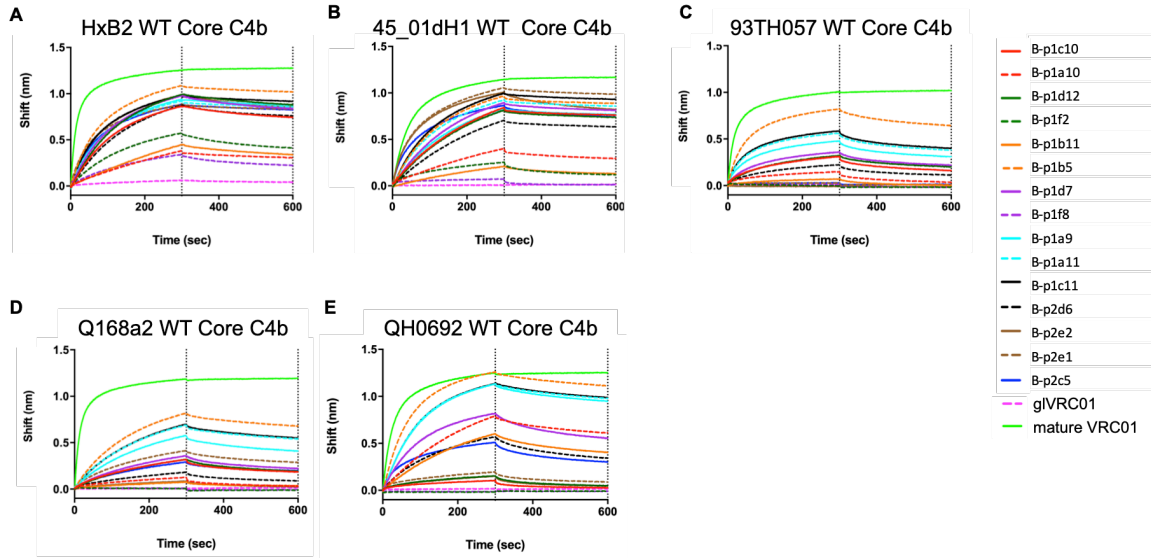 A
HxB2 WT Core C4b
1.5
1.0
0.5
0.0
Shift (nm)
0
200
400
600
Time (sec)
B
45_01dH1 WT Core C4b
1.5
1.0
0.5
0.0
Shift (nm)
0
200
400
600
Time (sec)
C
93TH057 WT Core C4b
1.5
1.0
0.5
0.0
Shift (nm)
0
200
400
600
Time (sec)
B-p1c10
B-p1a10
B-p1d12
B-p1f2
B-p1b11
B-p1b5
B-p1d7
B-p1f8
B-p1a9
B-p1a11
B-p1c11
B-p2d6
B-p2e2
B-p2e1
B-p2c5
glVRC01
mature VRC01
D
Q168a2 WT Core C4b
1.5
1.0
0.5
0.0
Shift (nm)
0
200
400
600
Time (sec)
E
QH0692 WT Core C4b
1.5
1.0
0.5
0.0
Shift (nm)
0
200
400
600
Time (sec)